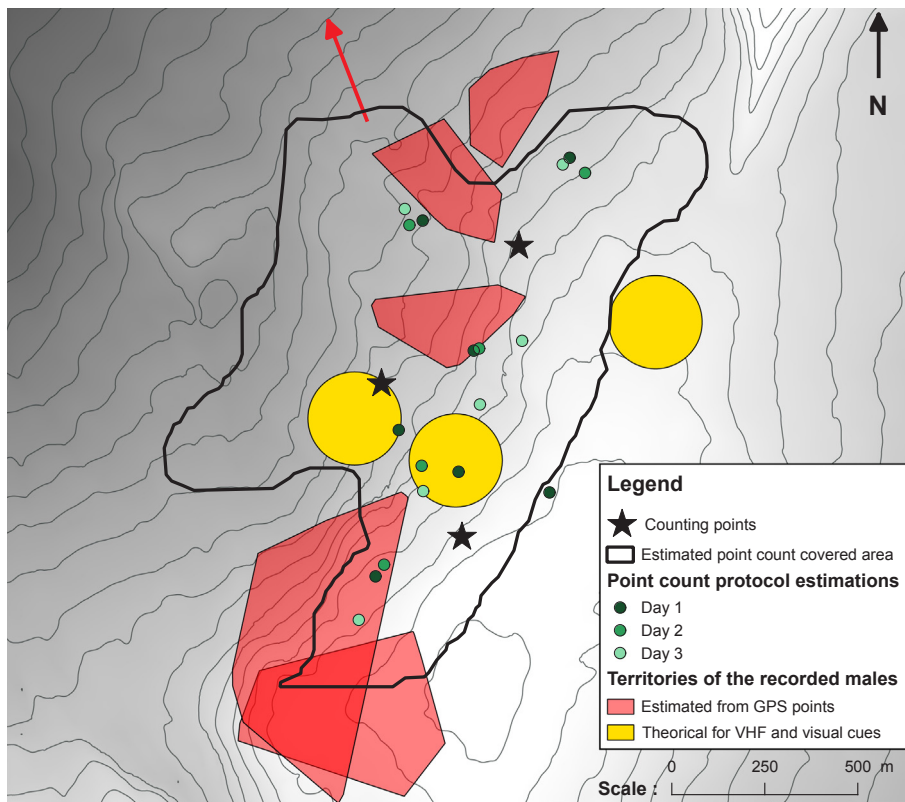 N
Legend
Counting points
Estimated point count covered area
Point count protocol estimations
Day 1
Day 2
Day 3
Territories of the recorded males
Estimated from GPS points
Theorical for VHF and visual cues
Scale : 0 250 500 m